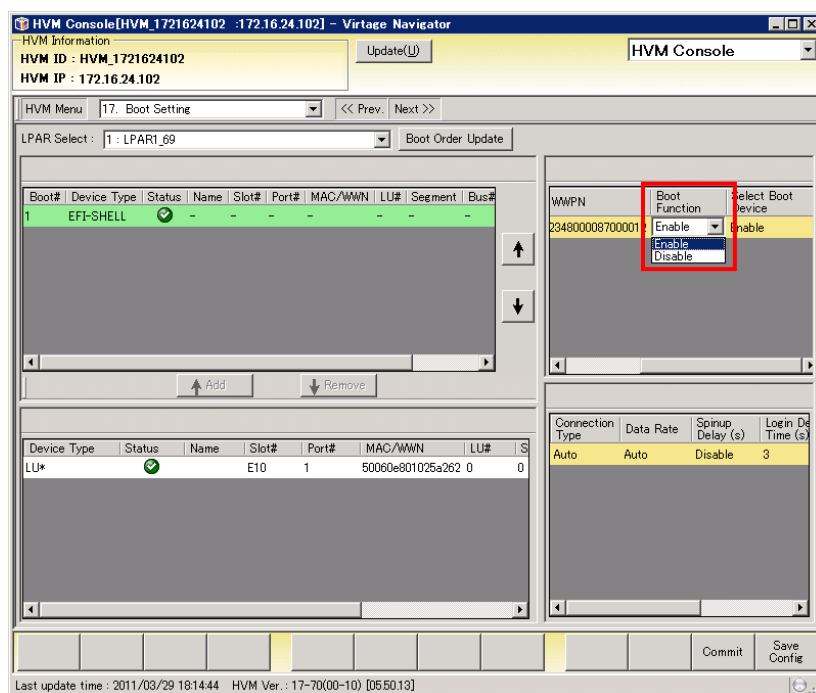 HVM Console[HVM_1721624102 :172.16.24.102] - Virtage Navigator
HVM Information
HVM ID : HVM_1721624102
HVM IP : 172.16.24.102
Update(U)
HVM Console
HVM Menu 17. Boot Setting << Prev. Next >>
LPAR Select : 1 : LPAR1_69 Boot Order Update
Boot# Device Type Status Name Slot# Port# MAC/WWN LU# Segment Bus#
1 EFI-SHELL - - - - - - -
Add Remove
WWPN Boot Function Select Boot Device
Enable Enable
Enable
Disable
Device Type Status Name Slot# Port# MAC/WWN LU# S
LU* E10 1 50060e801025a262 0 0
Connection Type Data Rate Spinup Delay (s) Login De Time (s)
Auto Auto Disable 3
Commit Save Config
Last update time : 2011/03/29 18:14:44 HVM Ver. : 17-70(00-10) [05.50.13]